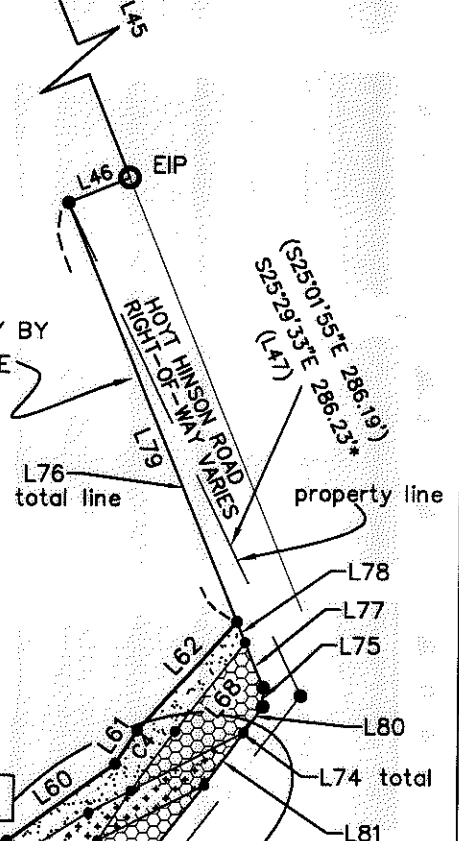 L45
EIP
L46
(S25°01'55"E 286.19')
S25°29'33"E 286.23'*
(L47)
HOYT HINSON ROAD
RIGHT-OF-WAY VARIES
BY
E
L79
L76
total line
property line
L78
L77
L75
L62
L68
L80
L61
C4
L60
L74 total
L81